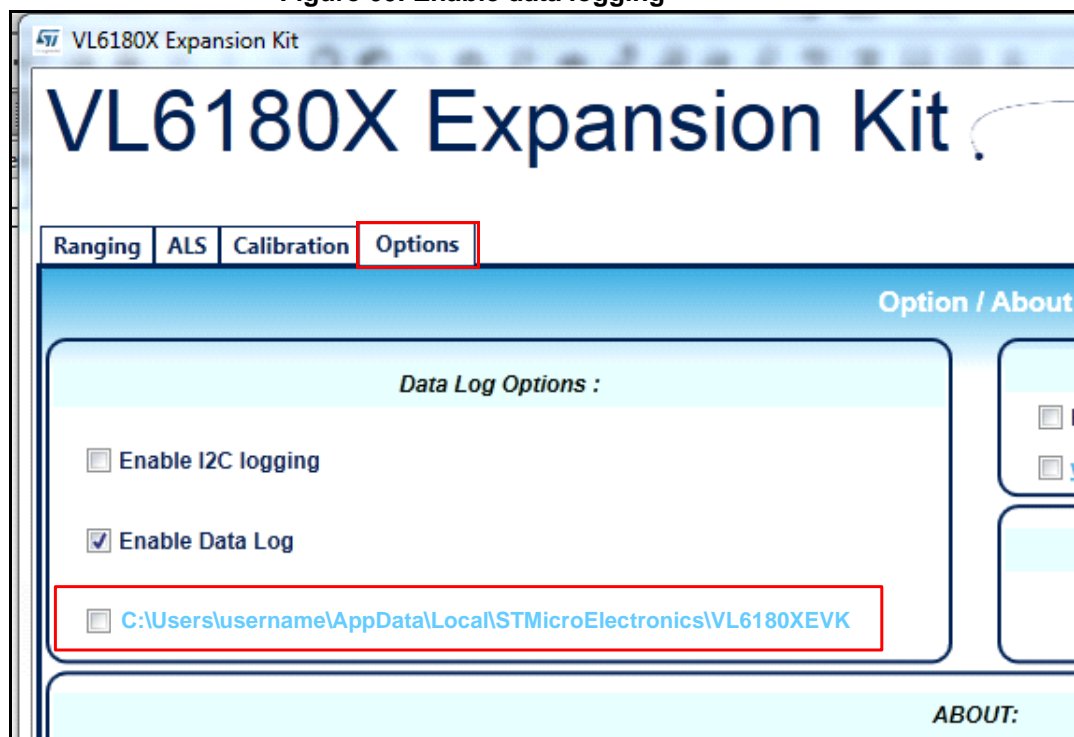 VL6180X Expansion Kit
VL6180X Expansion Kit
Ranging ALS Calibration Options
Option / About
Data Log Options :
Enable I2C logging
Enable Data Log
C:\Users\username\AppData\Local\STMicroElectronics\VL6180XEVK
ABOUT: